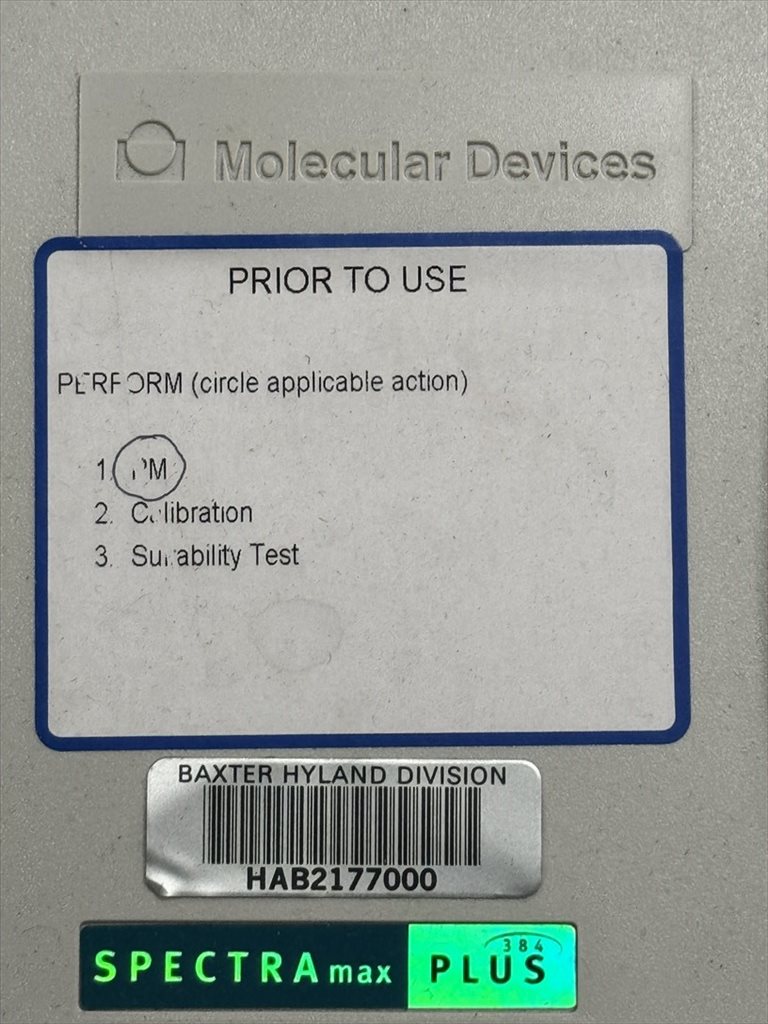 Molecular Devices
PRIOR TO USE
PERFORM (circle applicable action)
1. PM
2. Calibration
3. Suitability Test
BAXTER HYLAND DIVISION
HAB2177000
SPECTRAmax PLUS 384